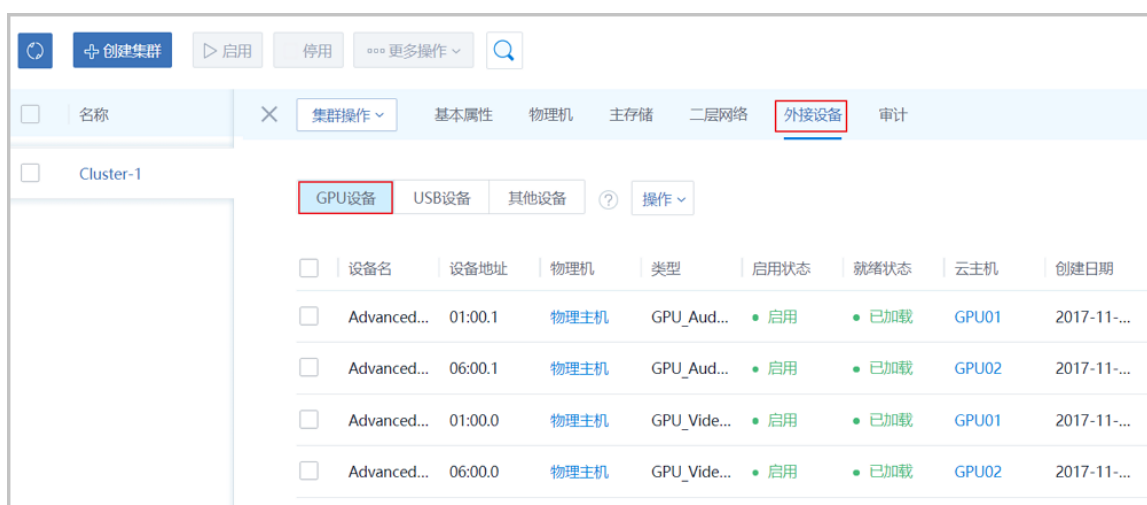 创建集群 启用 停用 更多操作
名称 集群操作 基本属性 物理机 主存储 二层网络 外接设备 审计
Cluster-1
GPU设备 USB设备 其他设备 ? 操作
设备名 设备地址 物理机 类型 启用状态 就绪状态 云主机 创建日期
Advanced... 01:00.1 物理主机 GPU_Aud... 启用 已加载 GPU01 2017-11-...
Advanced... 06:00.1 物理主机 GPU_Aud... 启用 已加载 GPU02 2017-11-...
Advanced... 01:00.0 物理主机 GPU_Vide... 启用 已加载 GPU01 2017-11-...
Advanced... 06:00.0 物理主机 GPU_Vide... 启用 已加载 GPU02 2017-11-...